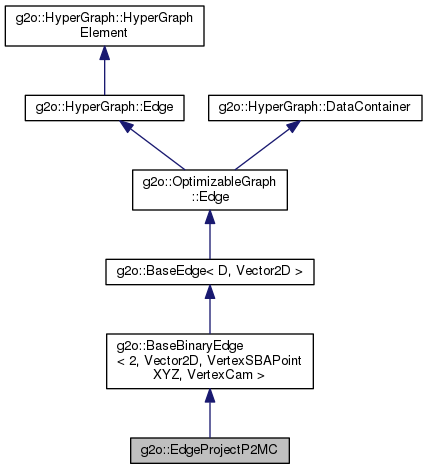 g2o::HyperGraph::HyperGraph
Element
g2o::HyperGraph::Edge
g2o::HyperGraph::DataContainer
g2o::OptimizableGraph
::Edge
g2o::BaseEdge< D, Vector2D >
g2o::BaseBinaryEdge
< 2, Vector2D, VertexSBAPoint
XYZ, VertexCam >
g2o::EdgeProjectP2MC